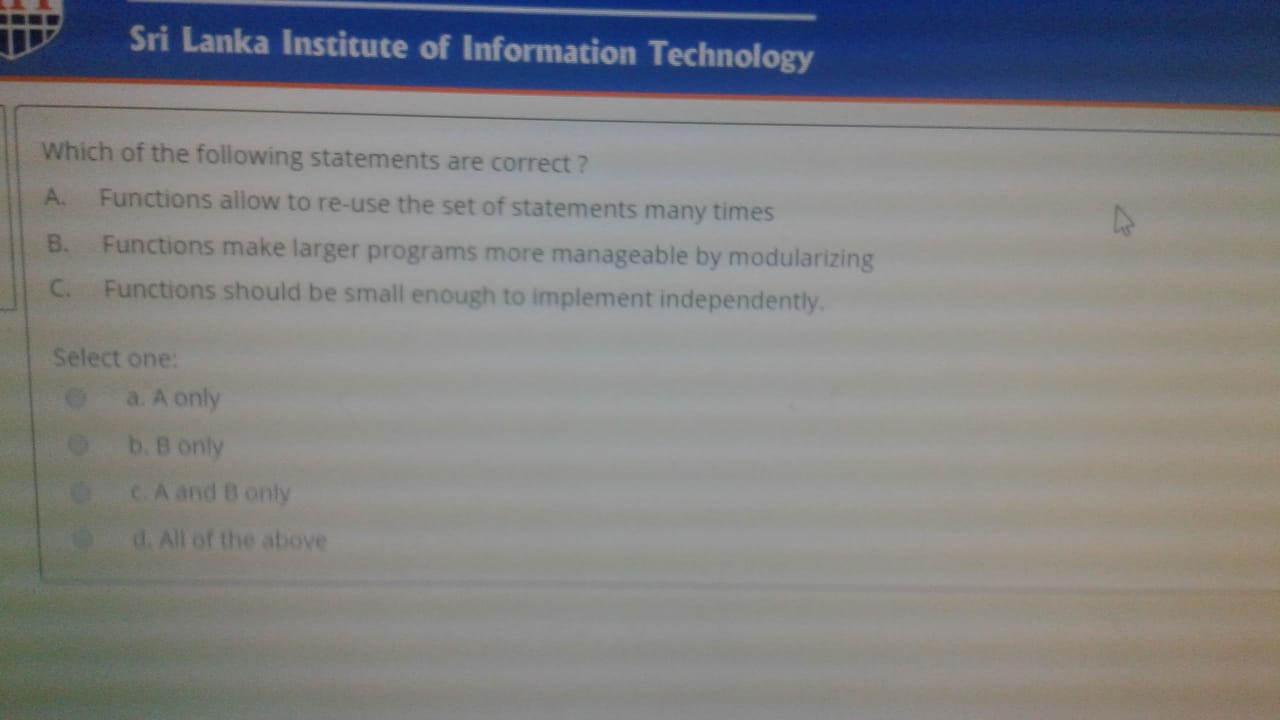 Sri Lanka Institute of Information Technology
Which of the following statements are correct ?
A. Functions allow to re-use the set of statements many times
B. Functions make larger programs more manageable by modularizing
C. Functions should be small enough to implement independently.
Select one:
a. A only
b. B only
c. A and B only
d. All of the above